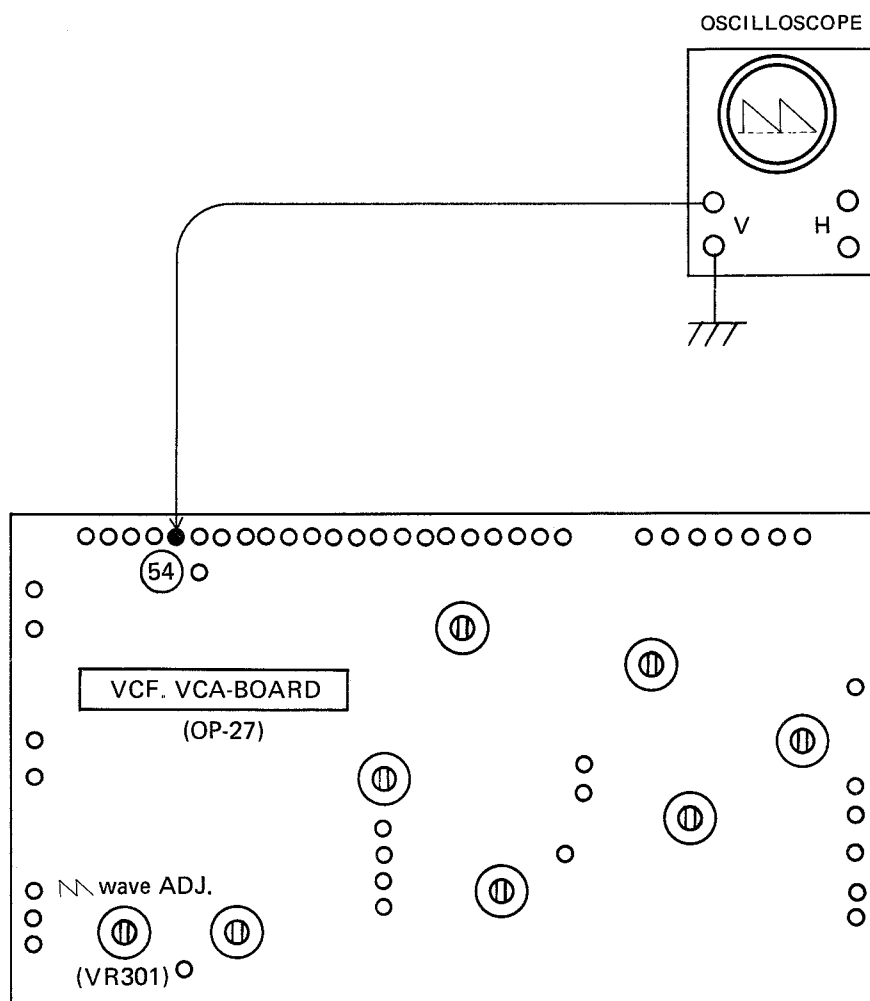 OSCILLOSCOPE
V H
54
VCF. VCA-BOARD
(OP-27)
wave ADJ.
(VR301)